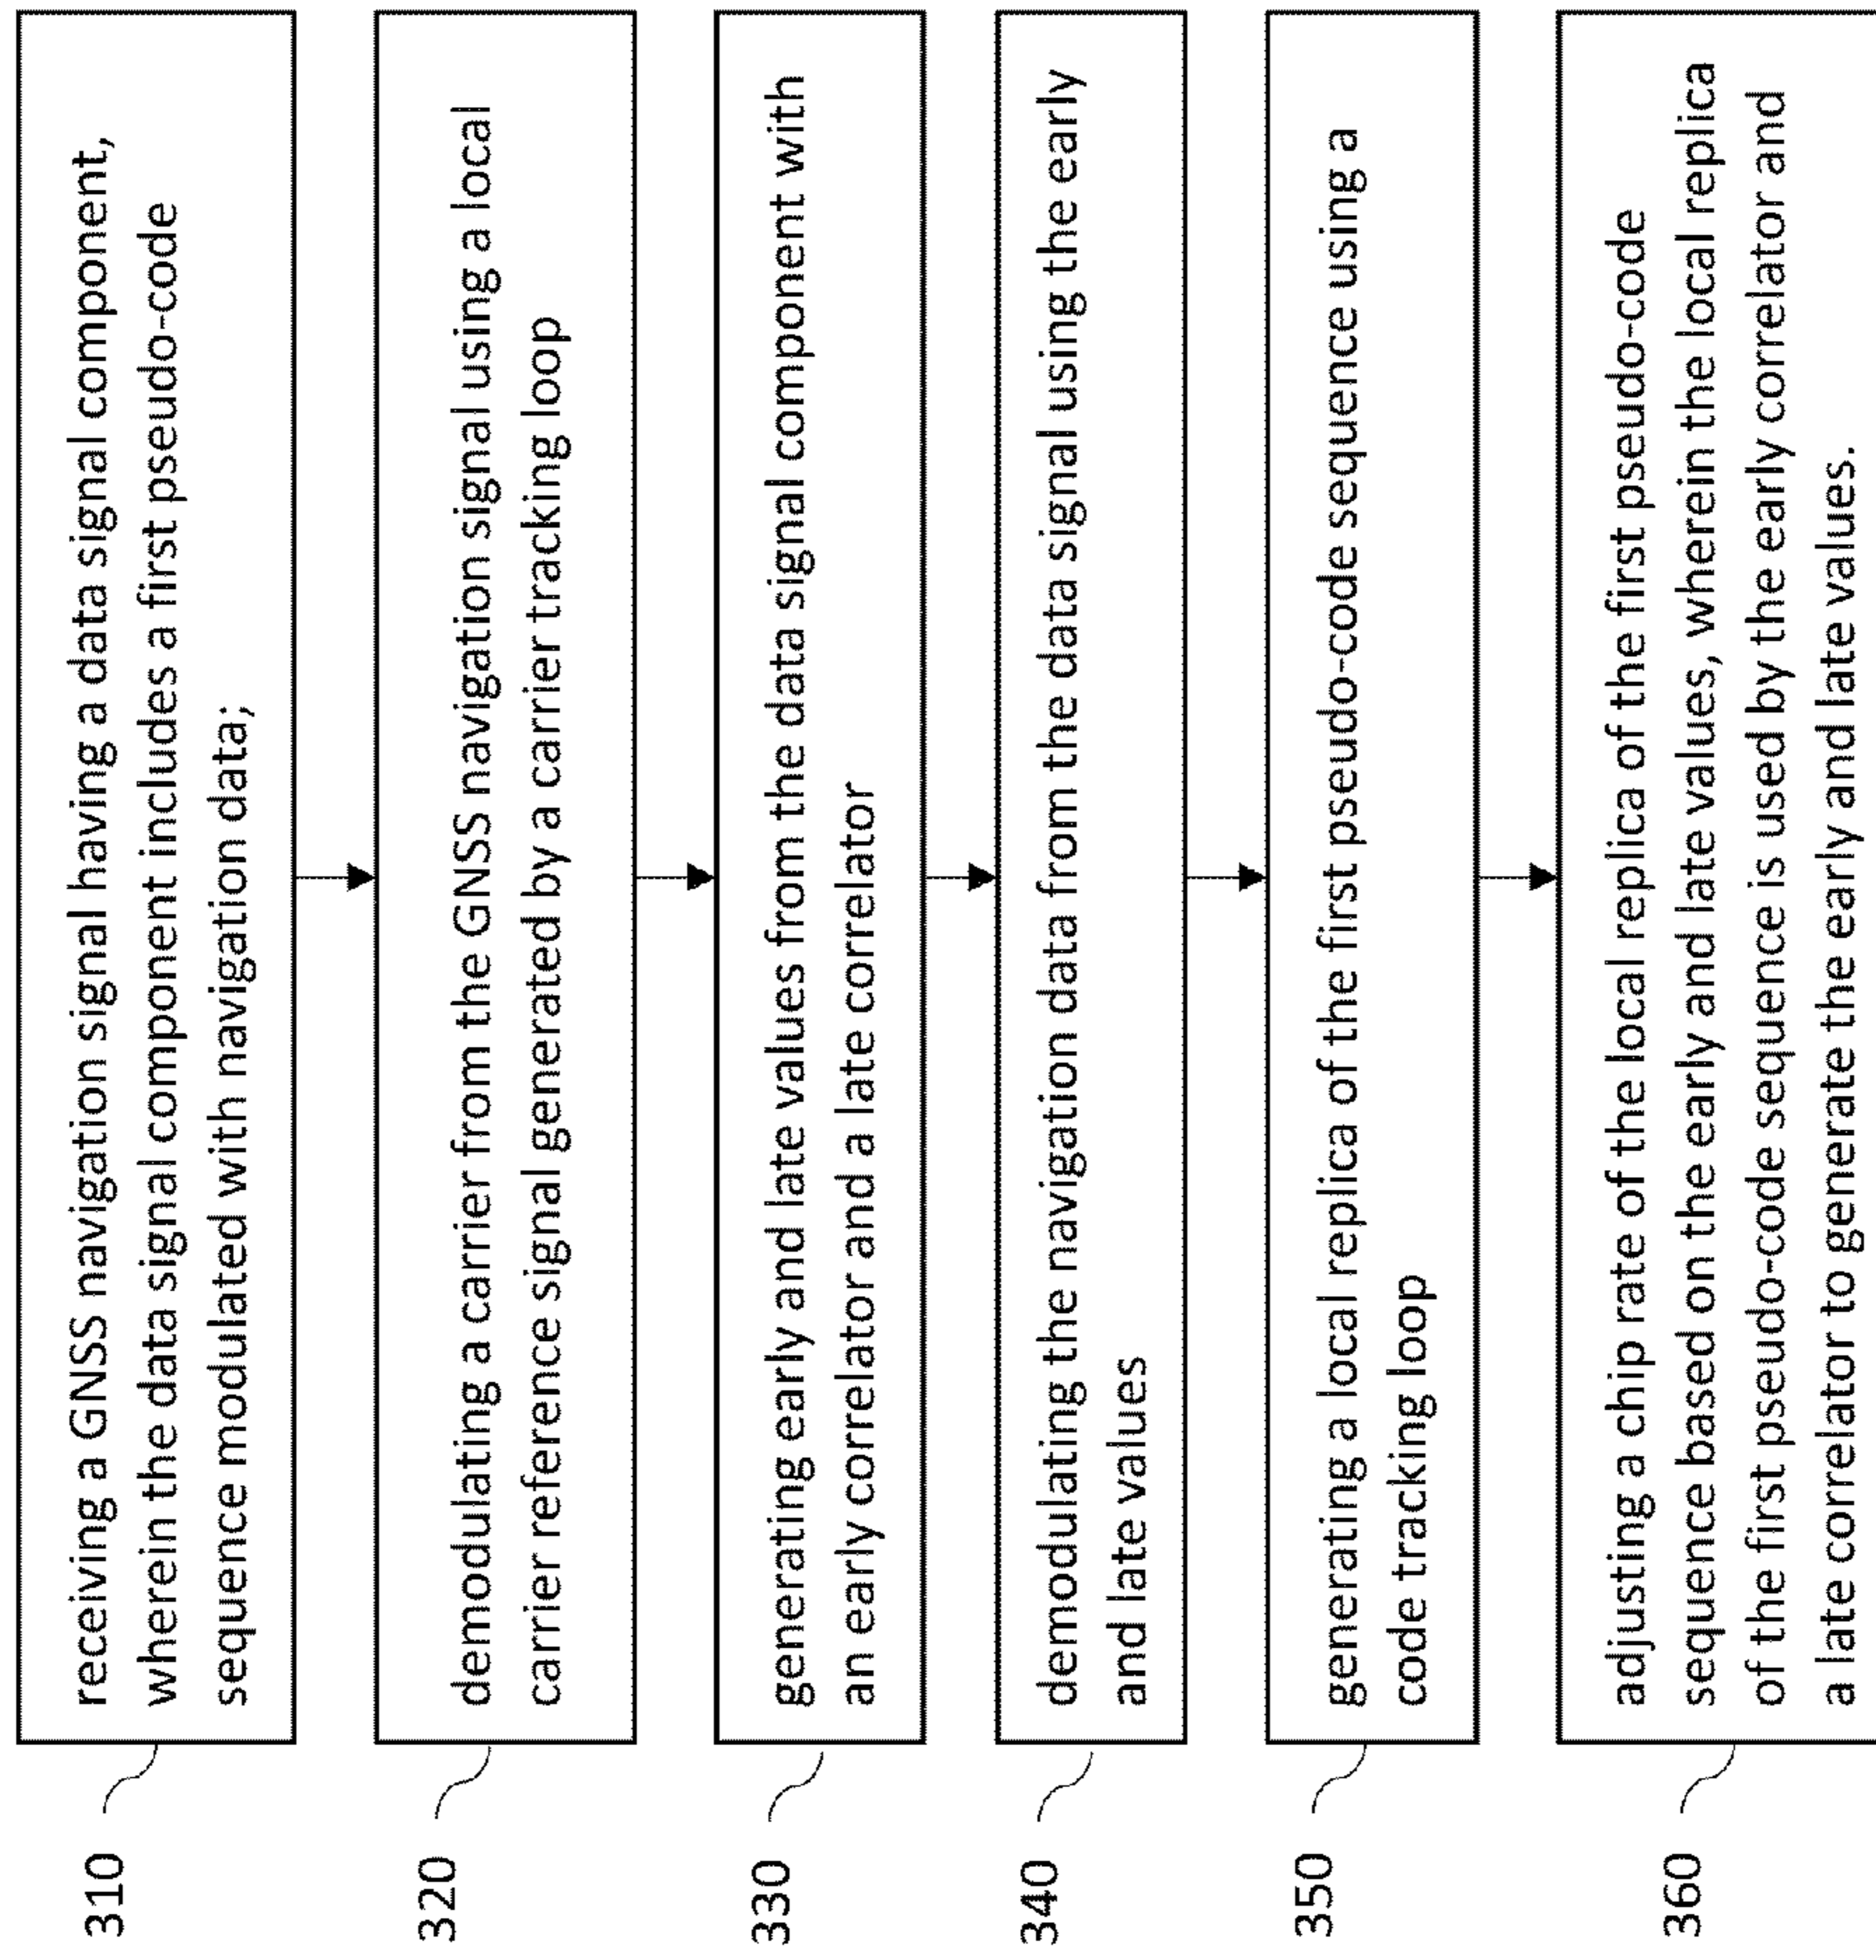 310
receiving a GNSS navigation signal having a data signal component,
wherein the data signal component includes a first pseudo-code
sequence modulated with navigation data;
320
demodulating a carrier from the GNSS navigation signal using a local
carrier reference signal generated by a carrier tracking loop
330
generating early and late values from the data signal component with
an early correlator and a late correlator
340
demodulating the navigation data from the data signal using the early
and late values
350
generating a local replica of the first pseudo-code sequence using a
code tracking loop
360
adjusting a chip rate of the local replica of the first pseudo-code
sequence based on the early and late values, wherein the local replica
of the first pseudo-code sequence is used by the early correlator and
a late correlator to generate the early and late values.